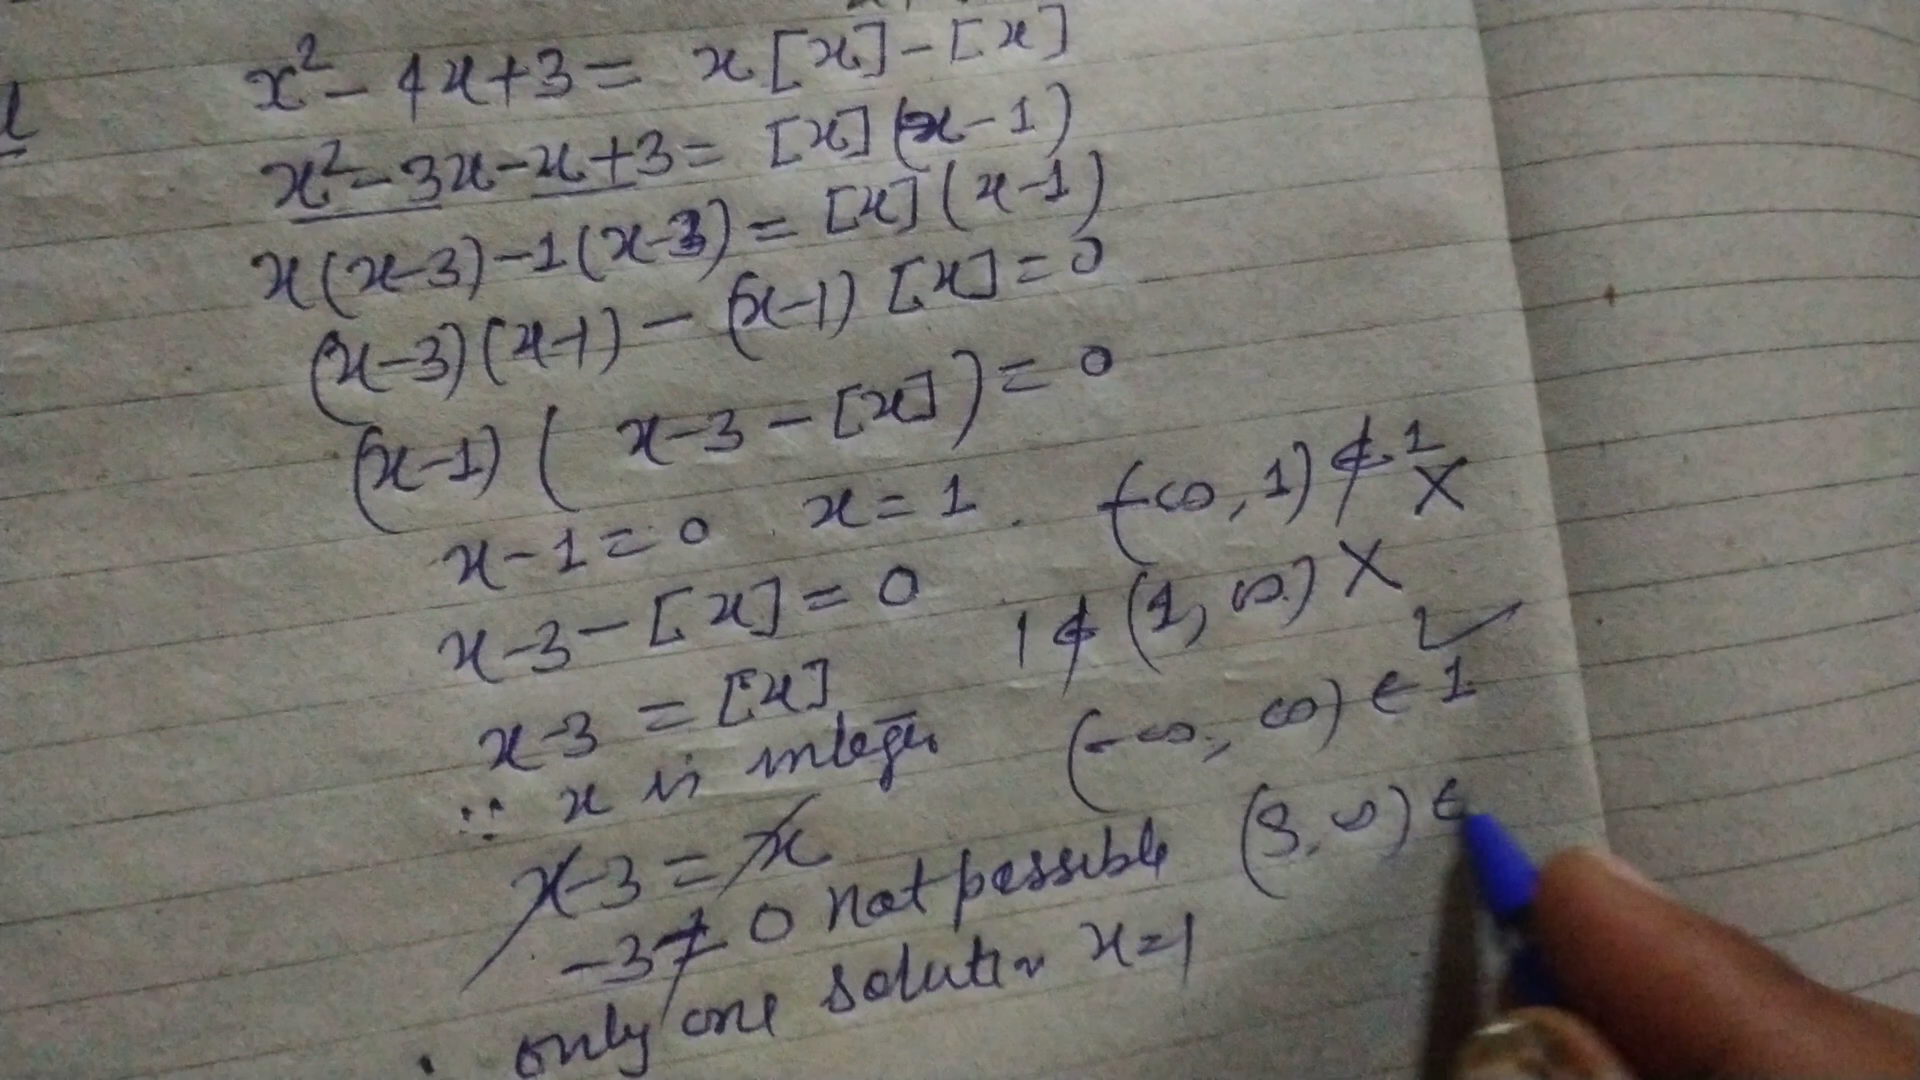 x² - 4x + 3 = x [x] - [x]
x² - 3x - x + 3 = [x] (x - 1)
x (x - 3) - 1 (x - 3) = [x] (x - 1)
(x - 3) (x - 1) - (x - 1) [x] = 0
(x - 1) ( x - 3 - [x] ) = 0
x - 1 = 0 x = 1 . (-∞, 1) ∉ 1 X
x - 3 - [x] = 0 1 ∉ (1, ∞) X
x - 3 = [x] (-∞, ∞) ∈ 1 ✓
∵ x is integer
x - 3 = x
-3 ≠ 0 not possible (3, ∞) ∈
only one solution x = 1